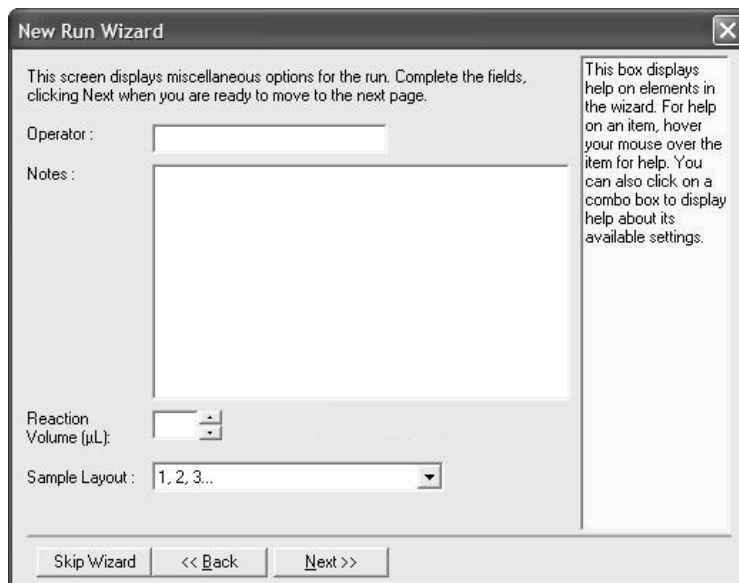 New Run Wizard
This screen displays miscellaneous options for the run. Complete the fields,
clicking Next when you are ready to move to the next page.
Operator :
Notes :
Reaction
Volume (µL):
Sample Layout : 1, 2, 3...
This box displays
help on elements in
the wizard. For help
on an item, hover
your mouse over the
item for help. You
can also click on a
combo box to display
help about its
available settings.
Skip Wizard << Back Next >>